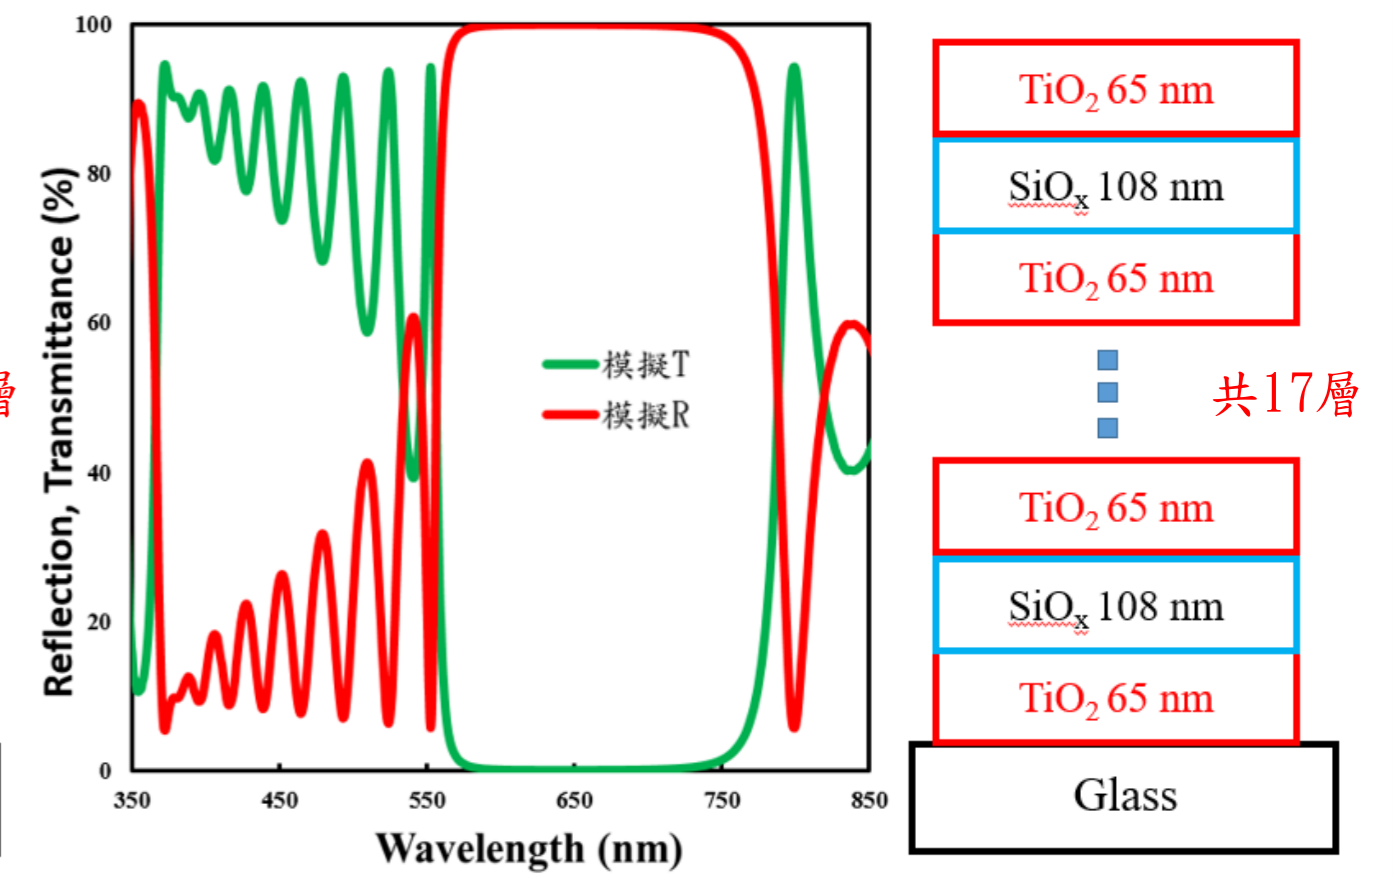 Reflection, Transmittance (%)
100
80
60
40
20
0
350
450
550
650
750
850
Wavelength (nm)
模擬T
模擬R
層
TiO₂ 65 nm
SiOₓ 108 nm
TiO₂ 65 nm
共17層
TiO₂ 65 nm
SiOₓ 108 nm
TiO₂ 65 nm
Glass